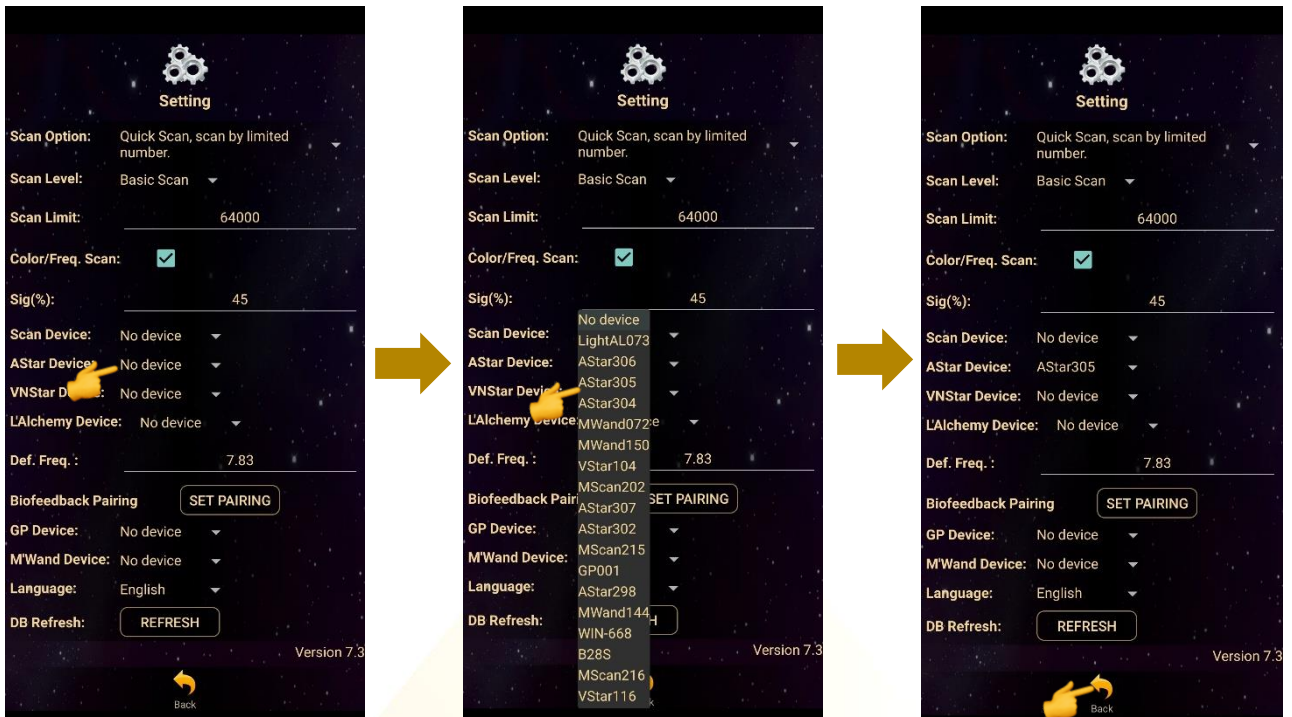 Setting
Scan Option: Quick Scan, scan by limited
number.
Scan Level: Basic Scan
Scan Limit: 64000
Color/Freq. Scan:
Sig(%): 45
Scan Device: No device
AStar Device: No device
VNStar De e: No device
L'Alchemy Device: No device
Def. Freq. : 7.83
Biofeedback Pairing SET PAIRING
GP Device: No device
M'Wand Device: No device
Language: English
DB Refresh: REFRESH
Version 7.3
Back
Setting
Scan Option: Quick Scan, scan by limited
number.
Scan Level: Basic Scan
Scan Limit: 64000
Color/Freq. Scan:
Sig(%): 45
Scan Device:
AStar Device:
VNStar Devi
L'Alchemy Device:
Def. Freq. : 7.83
Biofeedback Pairi SET PAIRING
GP Device:
M'Wand Device:
Language:
DB Refresh: H
No device
LightAL073
AStar306
AStar305
AStar304
MWand072
MWand150
VStar104
MScan202
AStar307
AStar302
MScan215
GP001
AStar298
MWand144
WIN-668
B28S
MScan216
VStar116
Version 7.3
Setting
Scan Option: Quick Scan, scan by limited
number.
Scan Level: Basic Scan
Scan Limit: 64000
Color/Freq. Scan:
Sig(%): 45
Scan Device: No device
AStar Device: AStar305
VNStar Device: No device
L'Alchemy Device: No device
Def. Freq. : 7.83
Biofeedback Pairing SET PAIRING
GP Device: No device
M'Wand Device: No device
Language: English
DB Refresh: REFRESH
Version 7.3
Back